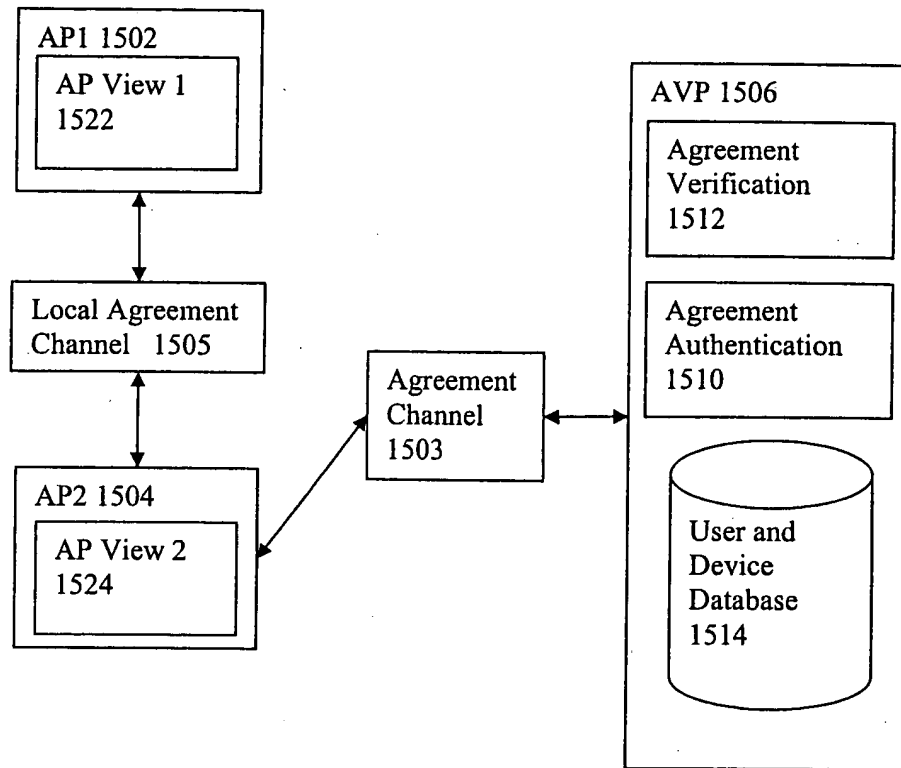 AP1 1502
AP View 1
1522
Local Agreement
Channel 1505
AP2 1504
AP View 2
1524
Agreement
Channel
1503
AVP 1506
Agreement
Verification
1512
Agreement
Authentication
1510
User and
Device
Database
1514